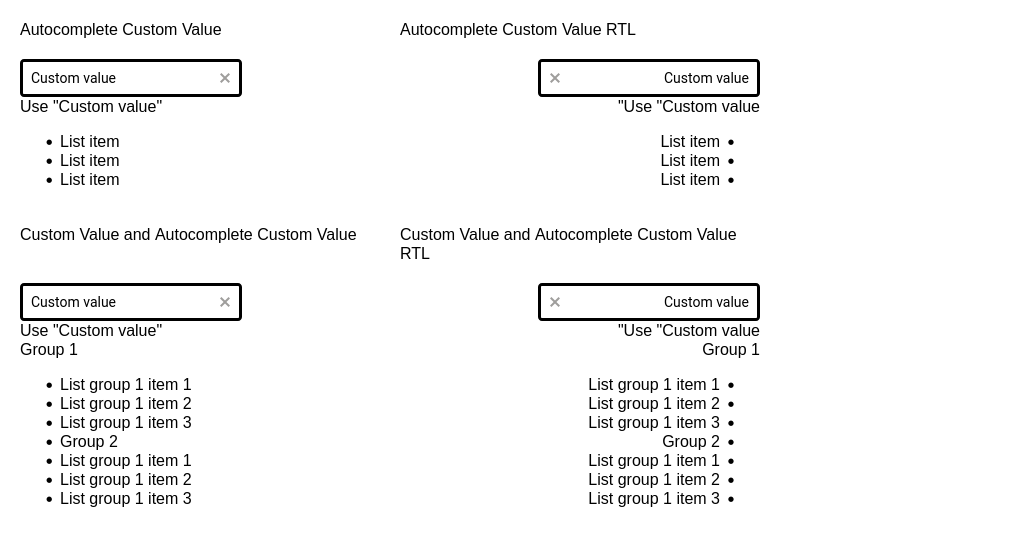 Autocomplete Custom Value
Custom value
Use "Custom value"
List item
List item
List item
Autocomplete Custom Value RTL
Custom value
"Use "Custom value
List item
List item
List item
Custom Value and Autocomplete Custom Value
Custom value
Use "Custom value"
Group 1
List group 1 item 1
List group 1 item 2
List group 1 item 3
Group 2
List group 1 item 1
List group 1 item 2
List group 1 item 3
Custom Value and Autocomplete Custom Value
RTL
Custom value
"Use "Custom value
Group 1
List group 1 item 1
List group 1 item 2
List group 1 item 3
Group 2
List group 1 item 1
List group 1 item 2
List group 1 item 3